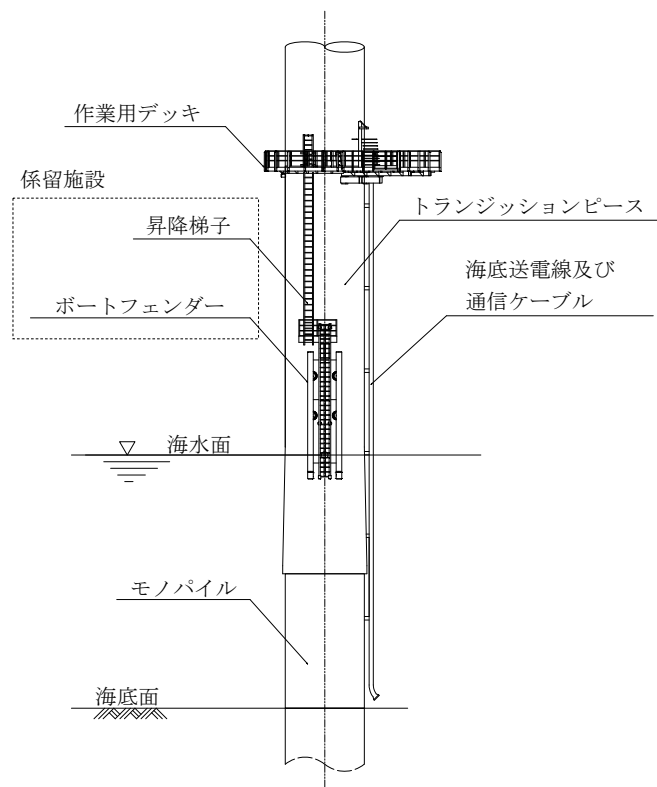 作業用デッキ
係留施設
昇降梯子
トランジッションピース
海底送電線及び
通信ケーブル
ボートフェンダー
海水面
モノパイル
海底面